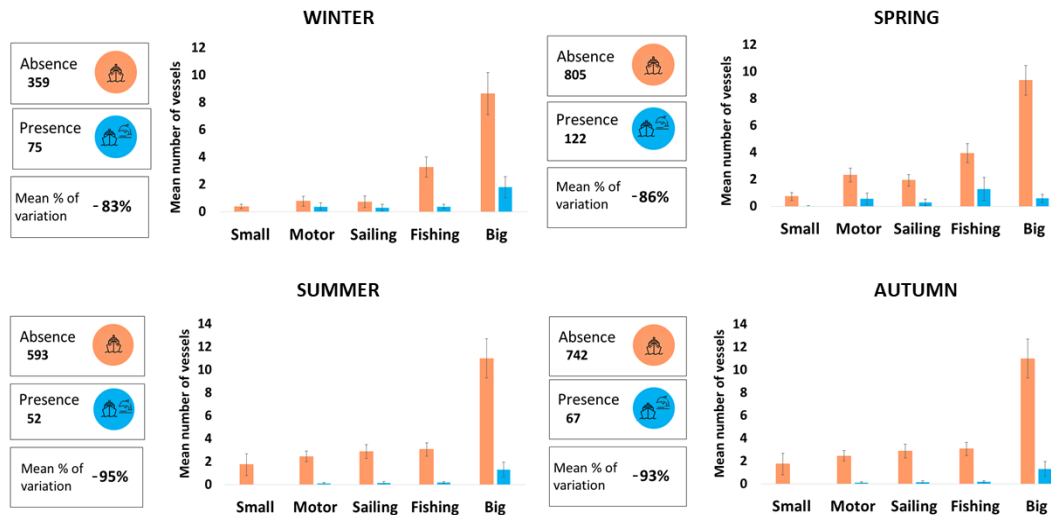 WINTER
Absence
359
Presence
75
Mean % of
variation
-83%
Mean number of vessels
12
10
8
6
4
2
0
Small Motor Sailing Fishing Big
SPRING
Absence
805
Presence
122
Mean % of
variation
-86%
Mean number of vessels
12
10
8
6
4
2
0
Small Motor Sailing Fishing Big
SUMMER
Absence
593
Presence
52
Mean % of
variation
-95%
Mean number of vessels
14
12
10
8
6
4
2
0
Small Motor Sailing Fishing Big
AUTUMN
Absence
742
Presence
67
Mean % of
variation
-93%
Mean number of vessels
14
12
10
8
6
4
2
0
Small Motor Sailing Fishing Big